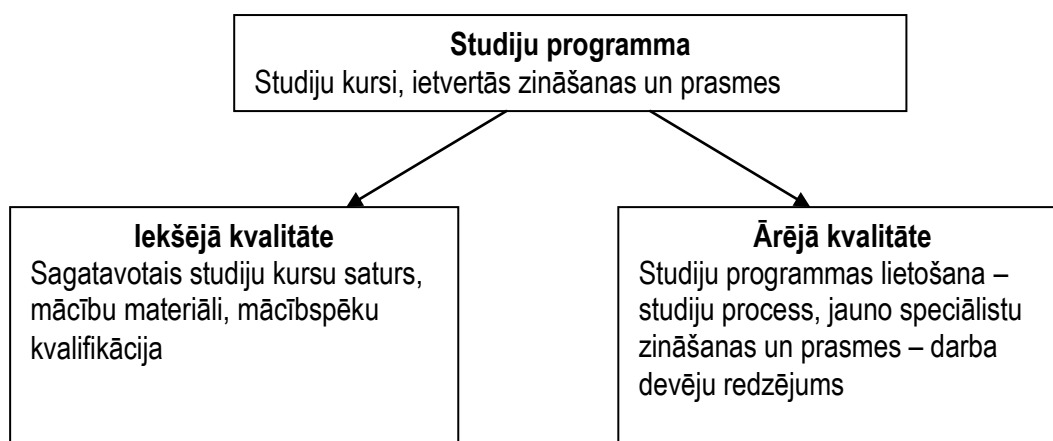 Studiju programma
Studiju kursi, ietvertās zināšanas un prasmes
Iekšējā kvalitāte
Sagatavotais studiju kursu saturs,
mācību materiāli, mācībspēku
kvalifikācija
Ārējā kvalitāte
Studiju programmas lietošana –
studiju process, jauno speciālistu
zināšanas un prasmes – darba
devēju redzējums